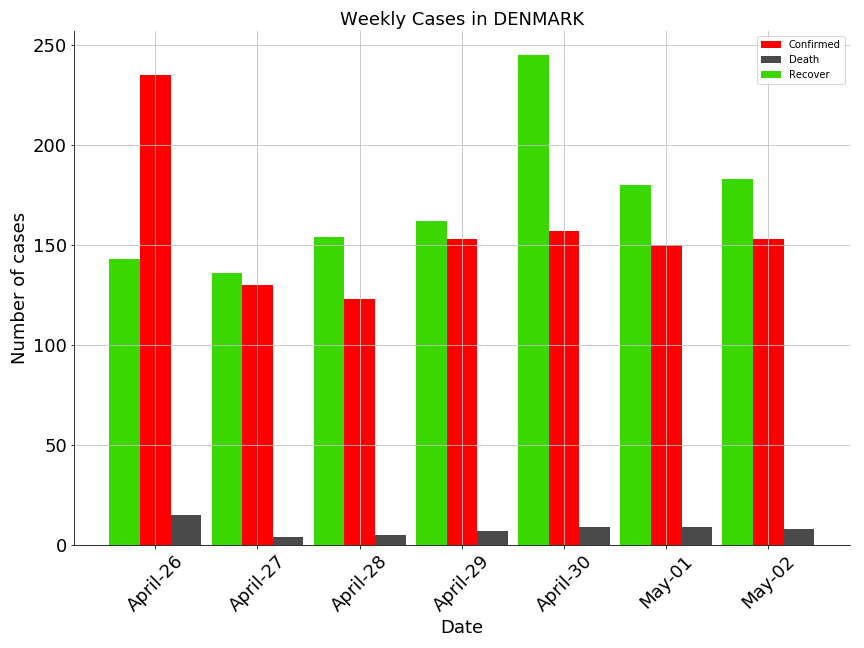 Weekly Cases in DENMARK
Confirmed
Death
Recover
Number of cases
250
200
150
100
50
0
April-26
April-27
April-28
April-29
April-30
May-01
May-02
Date